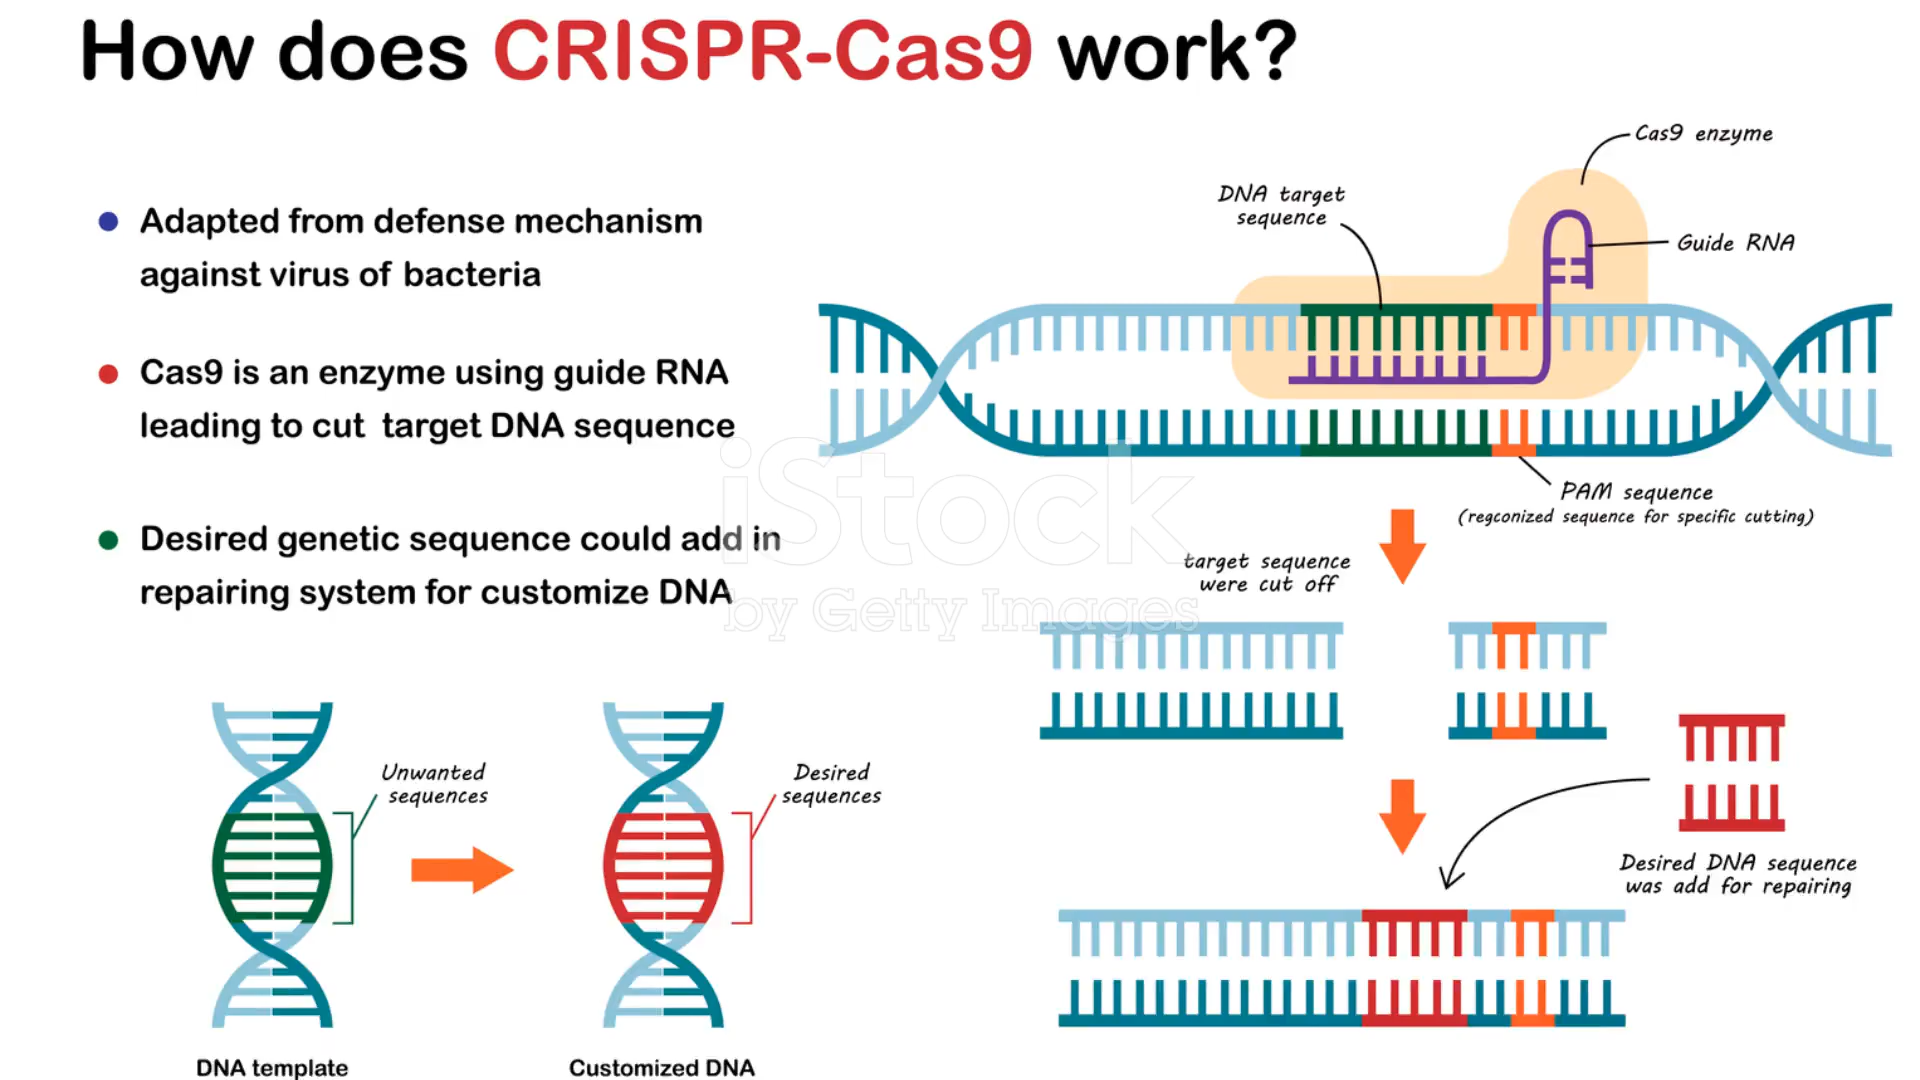 How does CRISPR-Cas9 work?
Adapted from defense mechanism
against virus of bacteria
Cas9 is an enzyme using guide RNA
leading to cut target DNA sequence
Desired genetic sequence could add in
repairing system for customize DNA
Unwanted
sequences
Desired
sequences
DNA template
Customized DNA
Cas9 enzyme
DNA target
sequence
Guide RNA
PAM sequence
(regconized sequence for specific cutting)
target sequence
were cut off
Desired DNA sequence
was add for repairing
iStock
by Getty Images